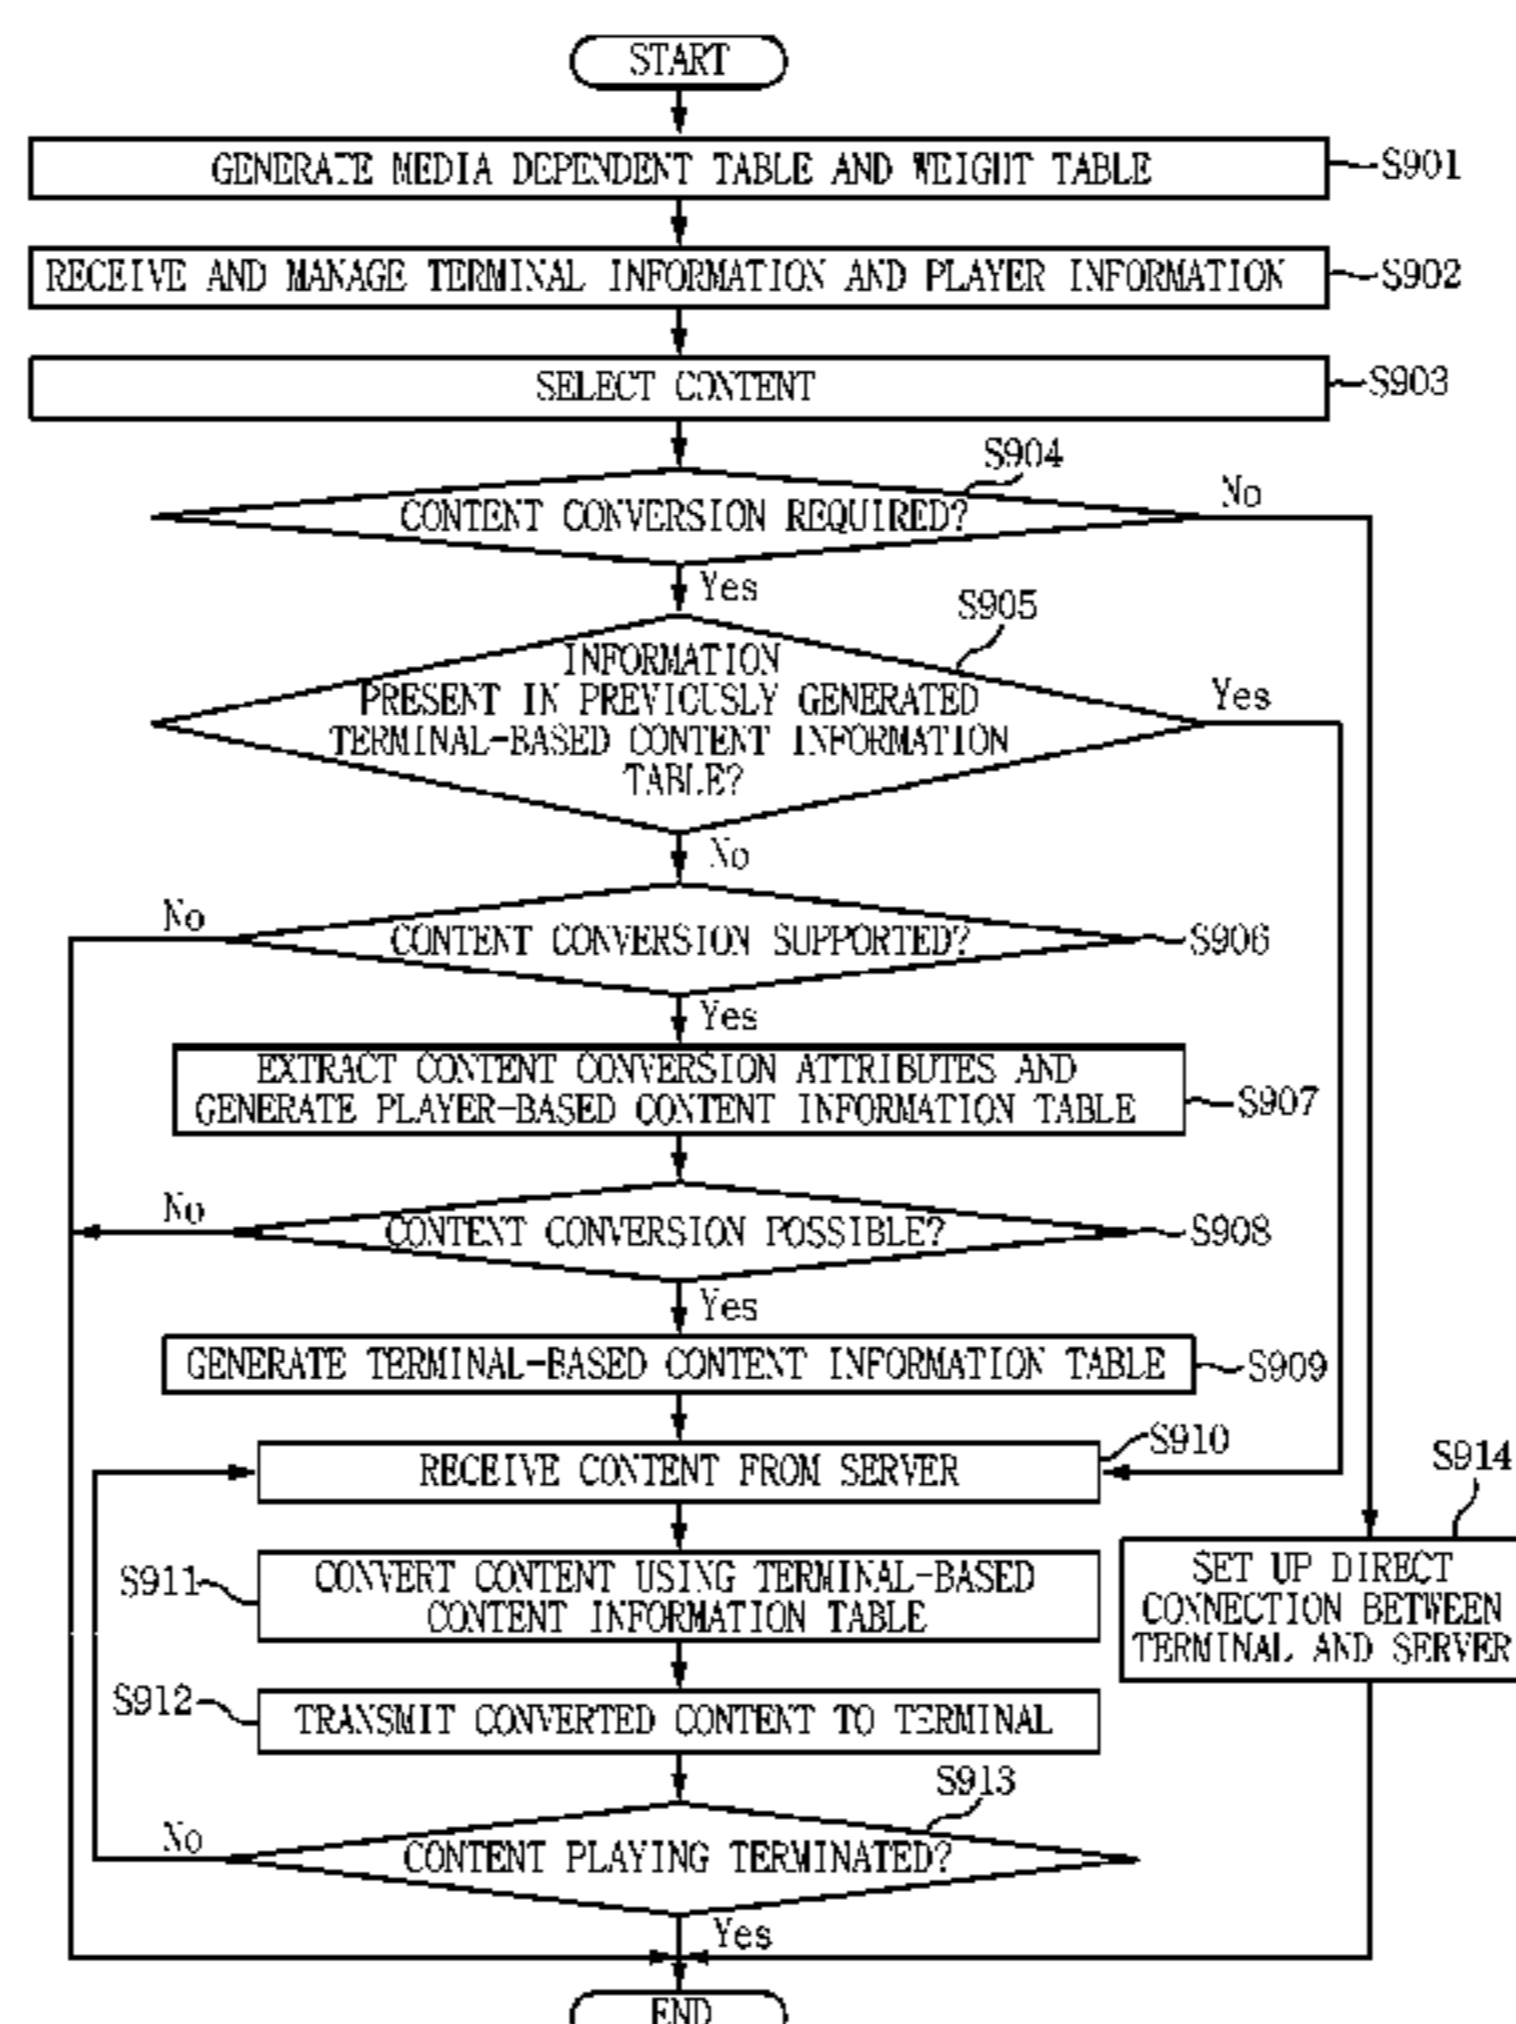 START
GENERATE MEDIA DEPENDENT TABLE AND WEIGHT TABLE
S901
RECEIVE AND MANAGE TERMINAL INFORMATION AND PLAYER INFORMATION
S902
SELECT CONTENT
S903
S904
CONTENT CONVERSION REQUIRED?
No
Yes
S905
INFORMATION
PRESENT IN PREVIOUSLY GENERATED
TERMINAL-BASED CONTENT INFORMATION
TABLE?
Yes
No
No
CONTENT CONVERSION SUPPORTED?
S906
Yes
EXTRACT CONTENT CONVERSION ATTRIBUTES AND
GENERATE PLAYER-BASED CONTENT INFORMATION TABLE
S907
No
CONTENT CONVERSION POSSIBLE?
S908
Yes
GENERATE TERMINAL-BASED CONTENT INFORMATION TABLE
S909
RECEIVE CONTENT FROM SERVER
S910
S914
SET UP DIRECT
CONNECTION BETWEEN
TERMINAL AND SERVER
S911
CONVERT CONTENT USING TERMINAL-BASED
CONTENT INFORMATION TABLE
S912
TRANSMIT CONVERTED CONTENT TO TERMINAL
S913
No
CONTENT PLAYING TERMINATED?
Yes
END